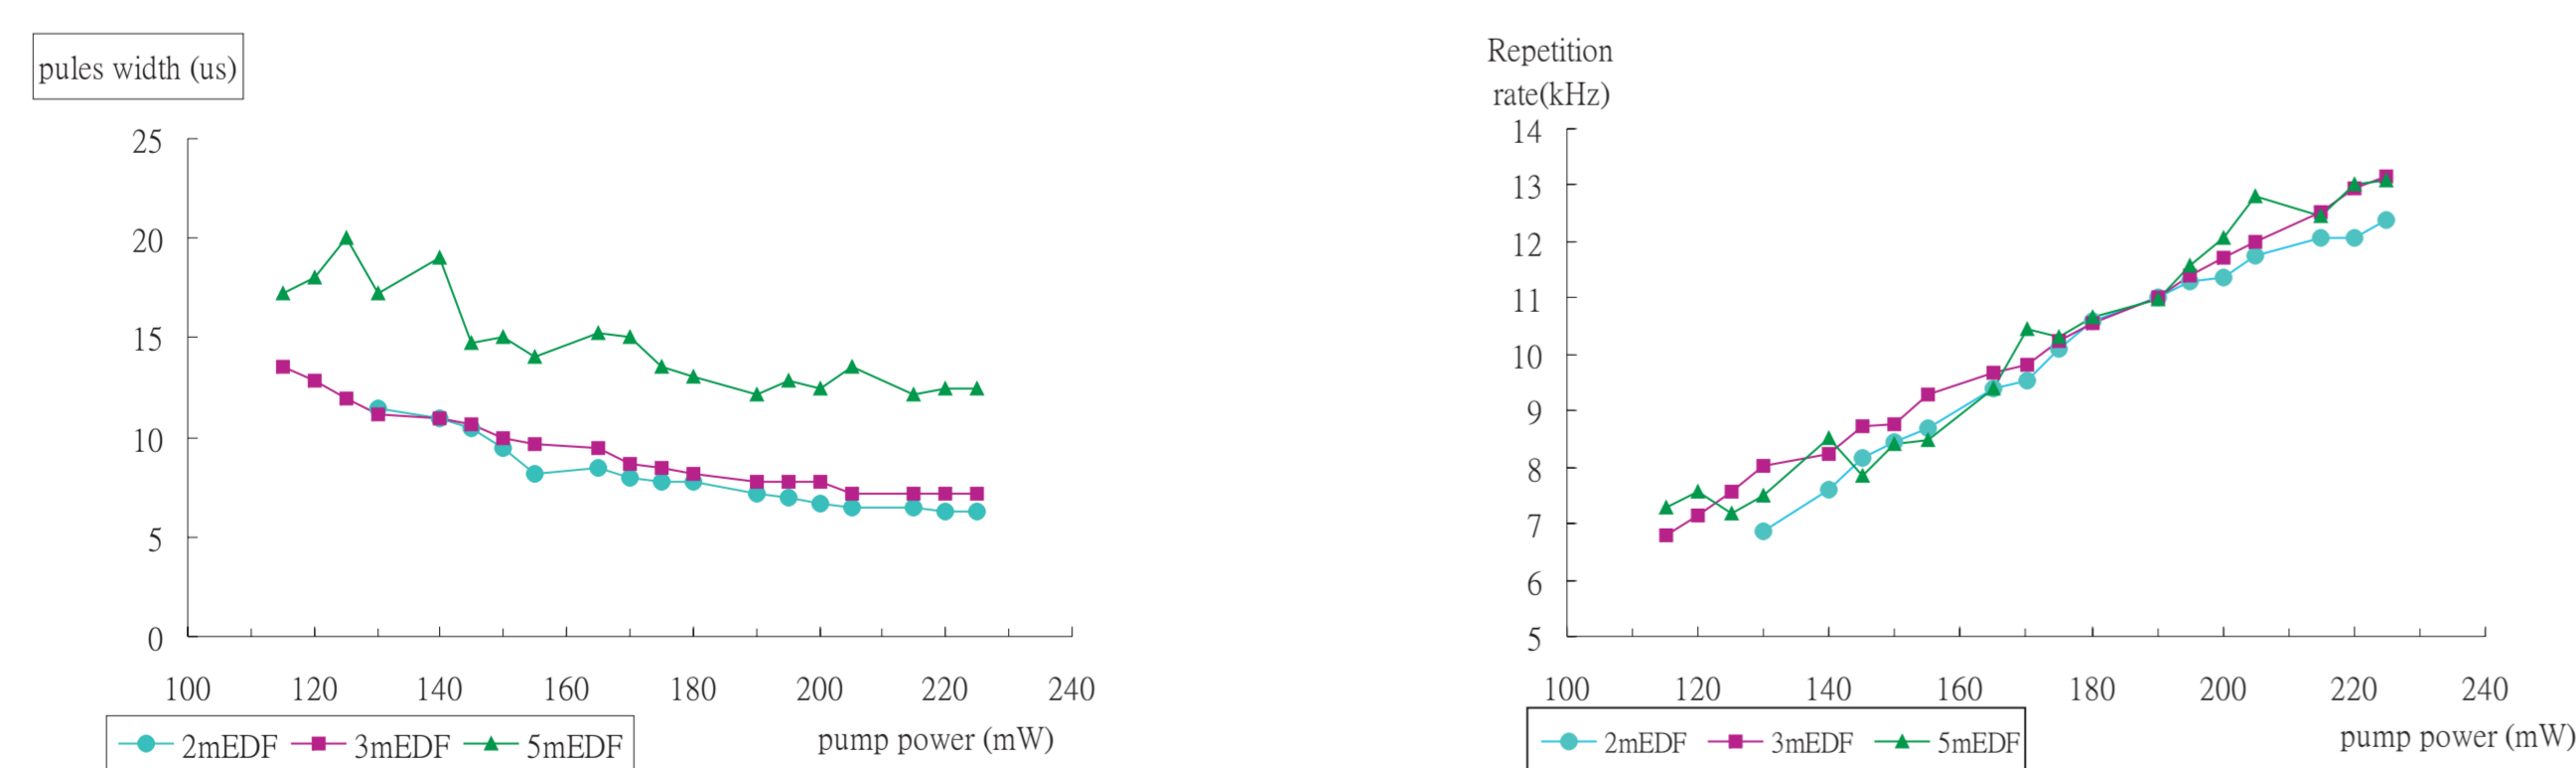 pules width (us)
25
20
15
10
5
0
100 120 140 160 180 200 220 240
pump power (mW)
2mEDF 3mEDF 5mEDF
Repetition
rate(kHz)
14
13
12
11
10
9
8
7
6
5
100 120 140 160 180 200 220 240
pump power (mW)
2mEDF 3mEDF 5mEDF